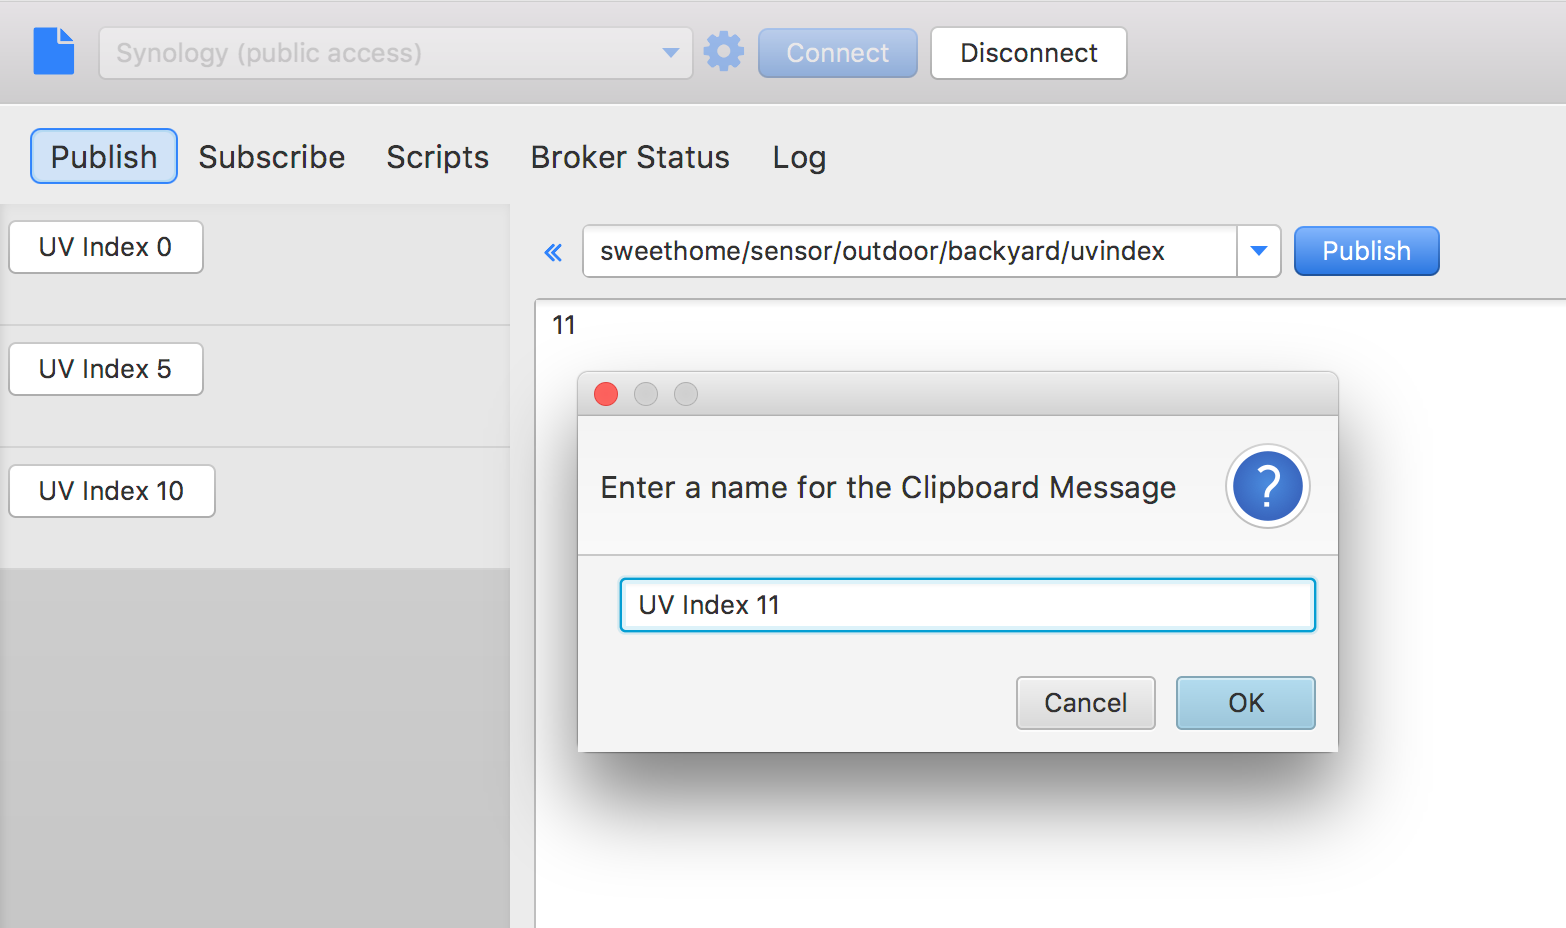 Synology (public access) Connect Disconnect
Publish Subscribe Scripts Broker Status Log
UV Index 0
UV Index 5
UV Index 10
« sweethome/sensor/outdoor/backyard/uvindex Publish
11
Enter a name for the Clipboard Message ?
UV Index 11
Cancel OK